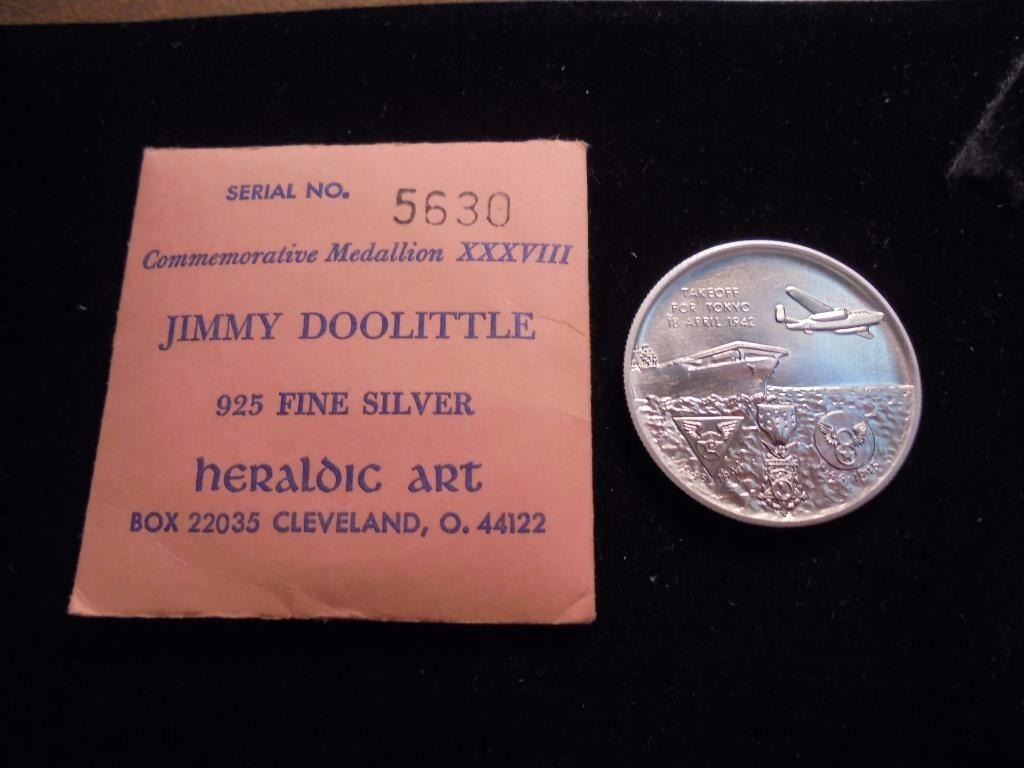 SERIAL NO. 5630
Commemorative Medallion XXXVIII
JIMMY DOOLITTLE
925 FINE SILVER
heraldic art
BOX 22035 CLEVELAND, O. 44122
TAKEOFF
FOR TOKYO
18 APRIL 1942